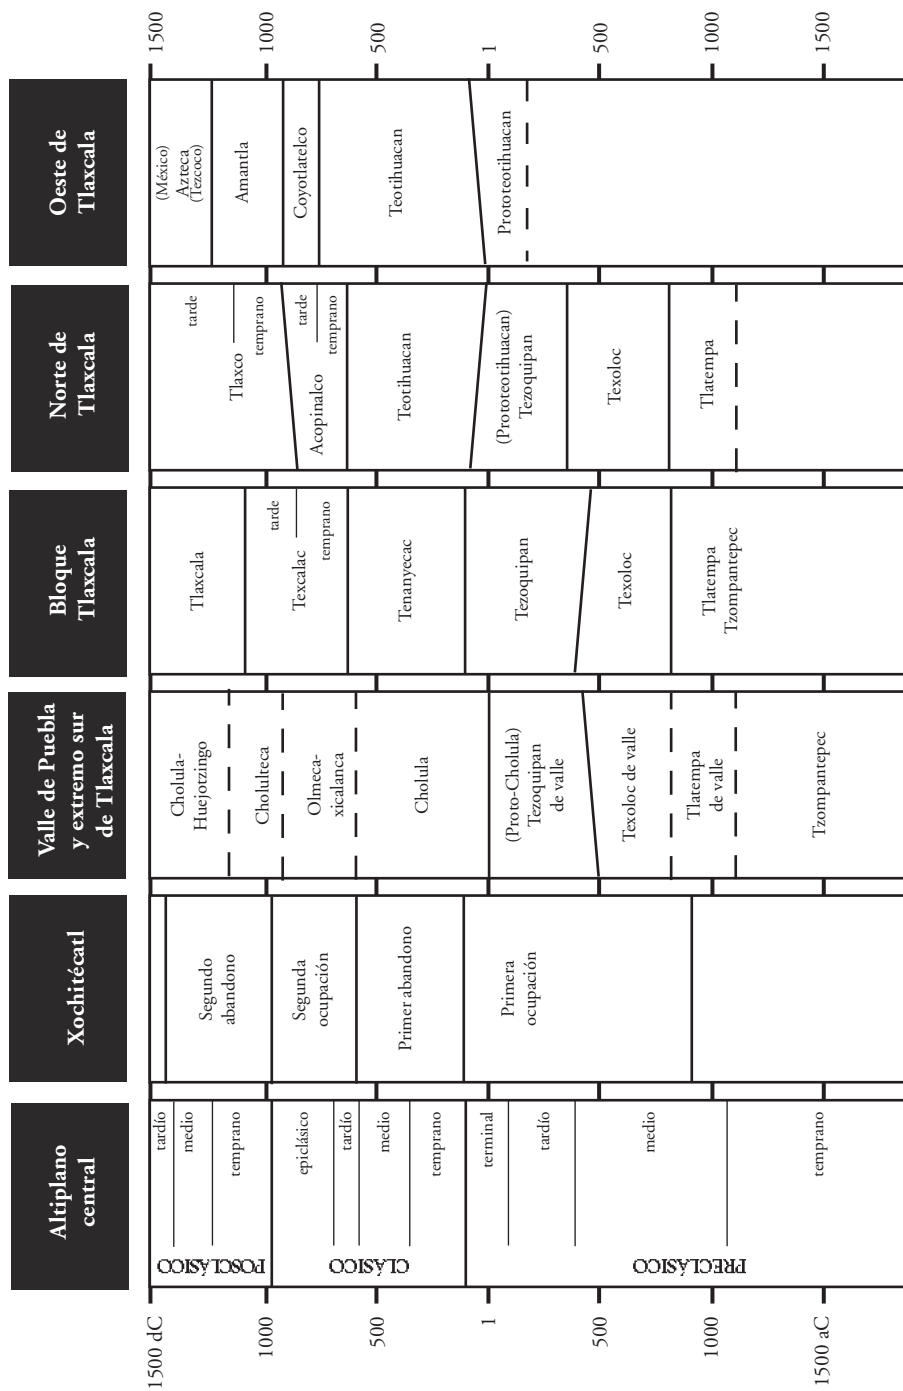 Altiplano
central
Xochitécatl
Valle de Puebla
y extremo sur
de Tlaxcala
Bloque
Tlaxcala
Norte de
Tlaxcala
Oeste de
Tlaxcala
1500 dC
1000
500
1
500
1000
1500 aC
POSCLÁSICO
tardío
medio
temprano
CLÁSICO
epiclásico
tardío
medio
temprano
PRECLÁSICO
terminal
tardío
medio
temprano
Segundo
abandono
Segunda
ocupación
Primer abandono
Primera
ocupación
Cholula-
Huejotzingo
Cholulteca
Olmeca-
xicalanca
Cholula
(Proto-Cholula)
Tezoquipan
de valle
Texoloc de valle
Tlatempa
de valle
Tzompantepec
Tlaxcala
Texcalac
tarde
temprano
Tenanyecac
Tezoquipan
Texoloc
Tlatempa
Tzompantepec
Tlaxco
tarde
temprano
Acopinalco
tarde
temprano
Teotihuacan
(Prototeotihuacan)
Tezoquipan
Texoloc
Tlatempa
(México)
Azteca
(Tezcoco)
Amantla
Coyotlatelco
Teotihuacan
Prototeotihuacan
1500
1000
500
1
500
1000
1500